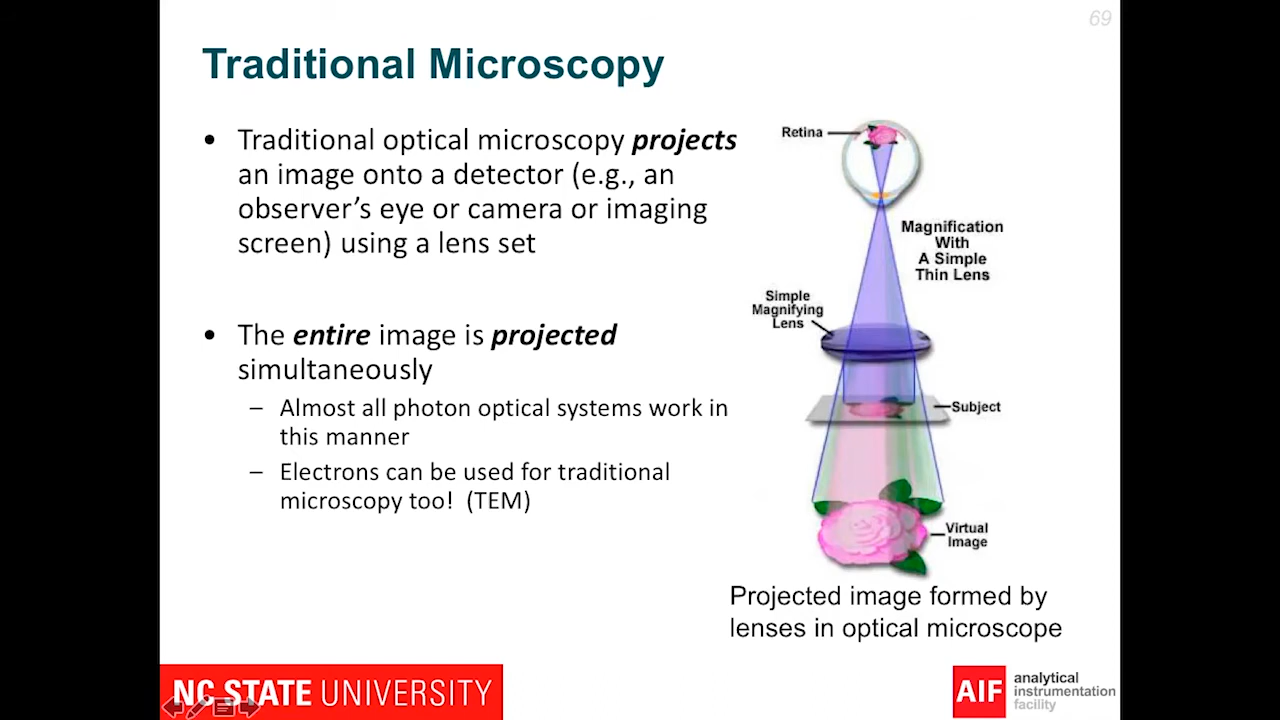 69
Traditional Microscopy
• Traditional optical microscopy projects
an image onto a detector (e.g., an
observer’s eye or camera or imaging
screen) using a lens set
• The entire image is projected
simultaneously
– Almost all photon optical systems work in
this manner
– Electrons can be used for traditional
microscopy too! (TEM)
Retina
Magnification
With
A Simple
Thin Lens
Simple
Magnifying
Lens
Subject
Virtual
Image
Projected image formed by
lenses in optical microscope
NC STATE UNIVERSITY
AIF
analytical
instrumentation
facility